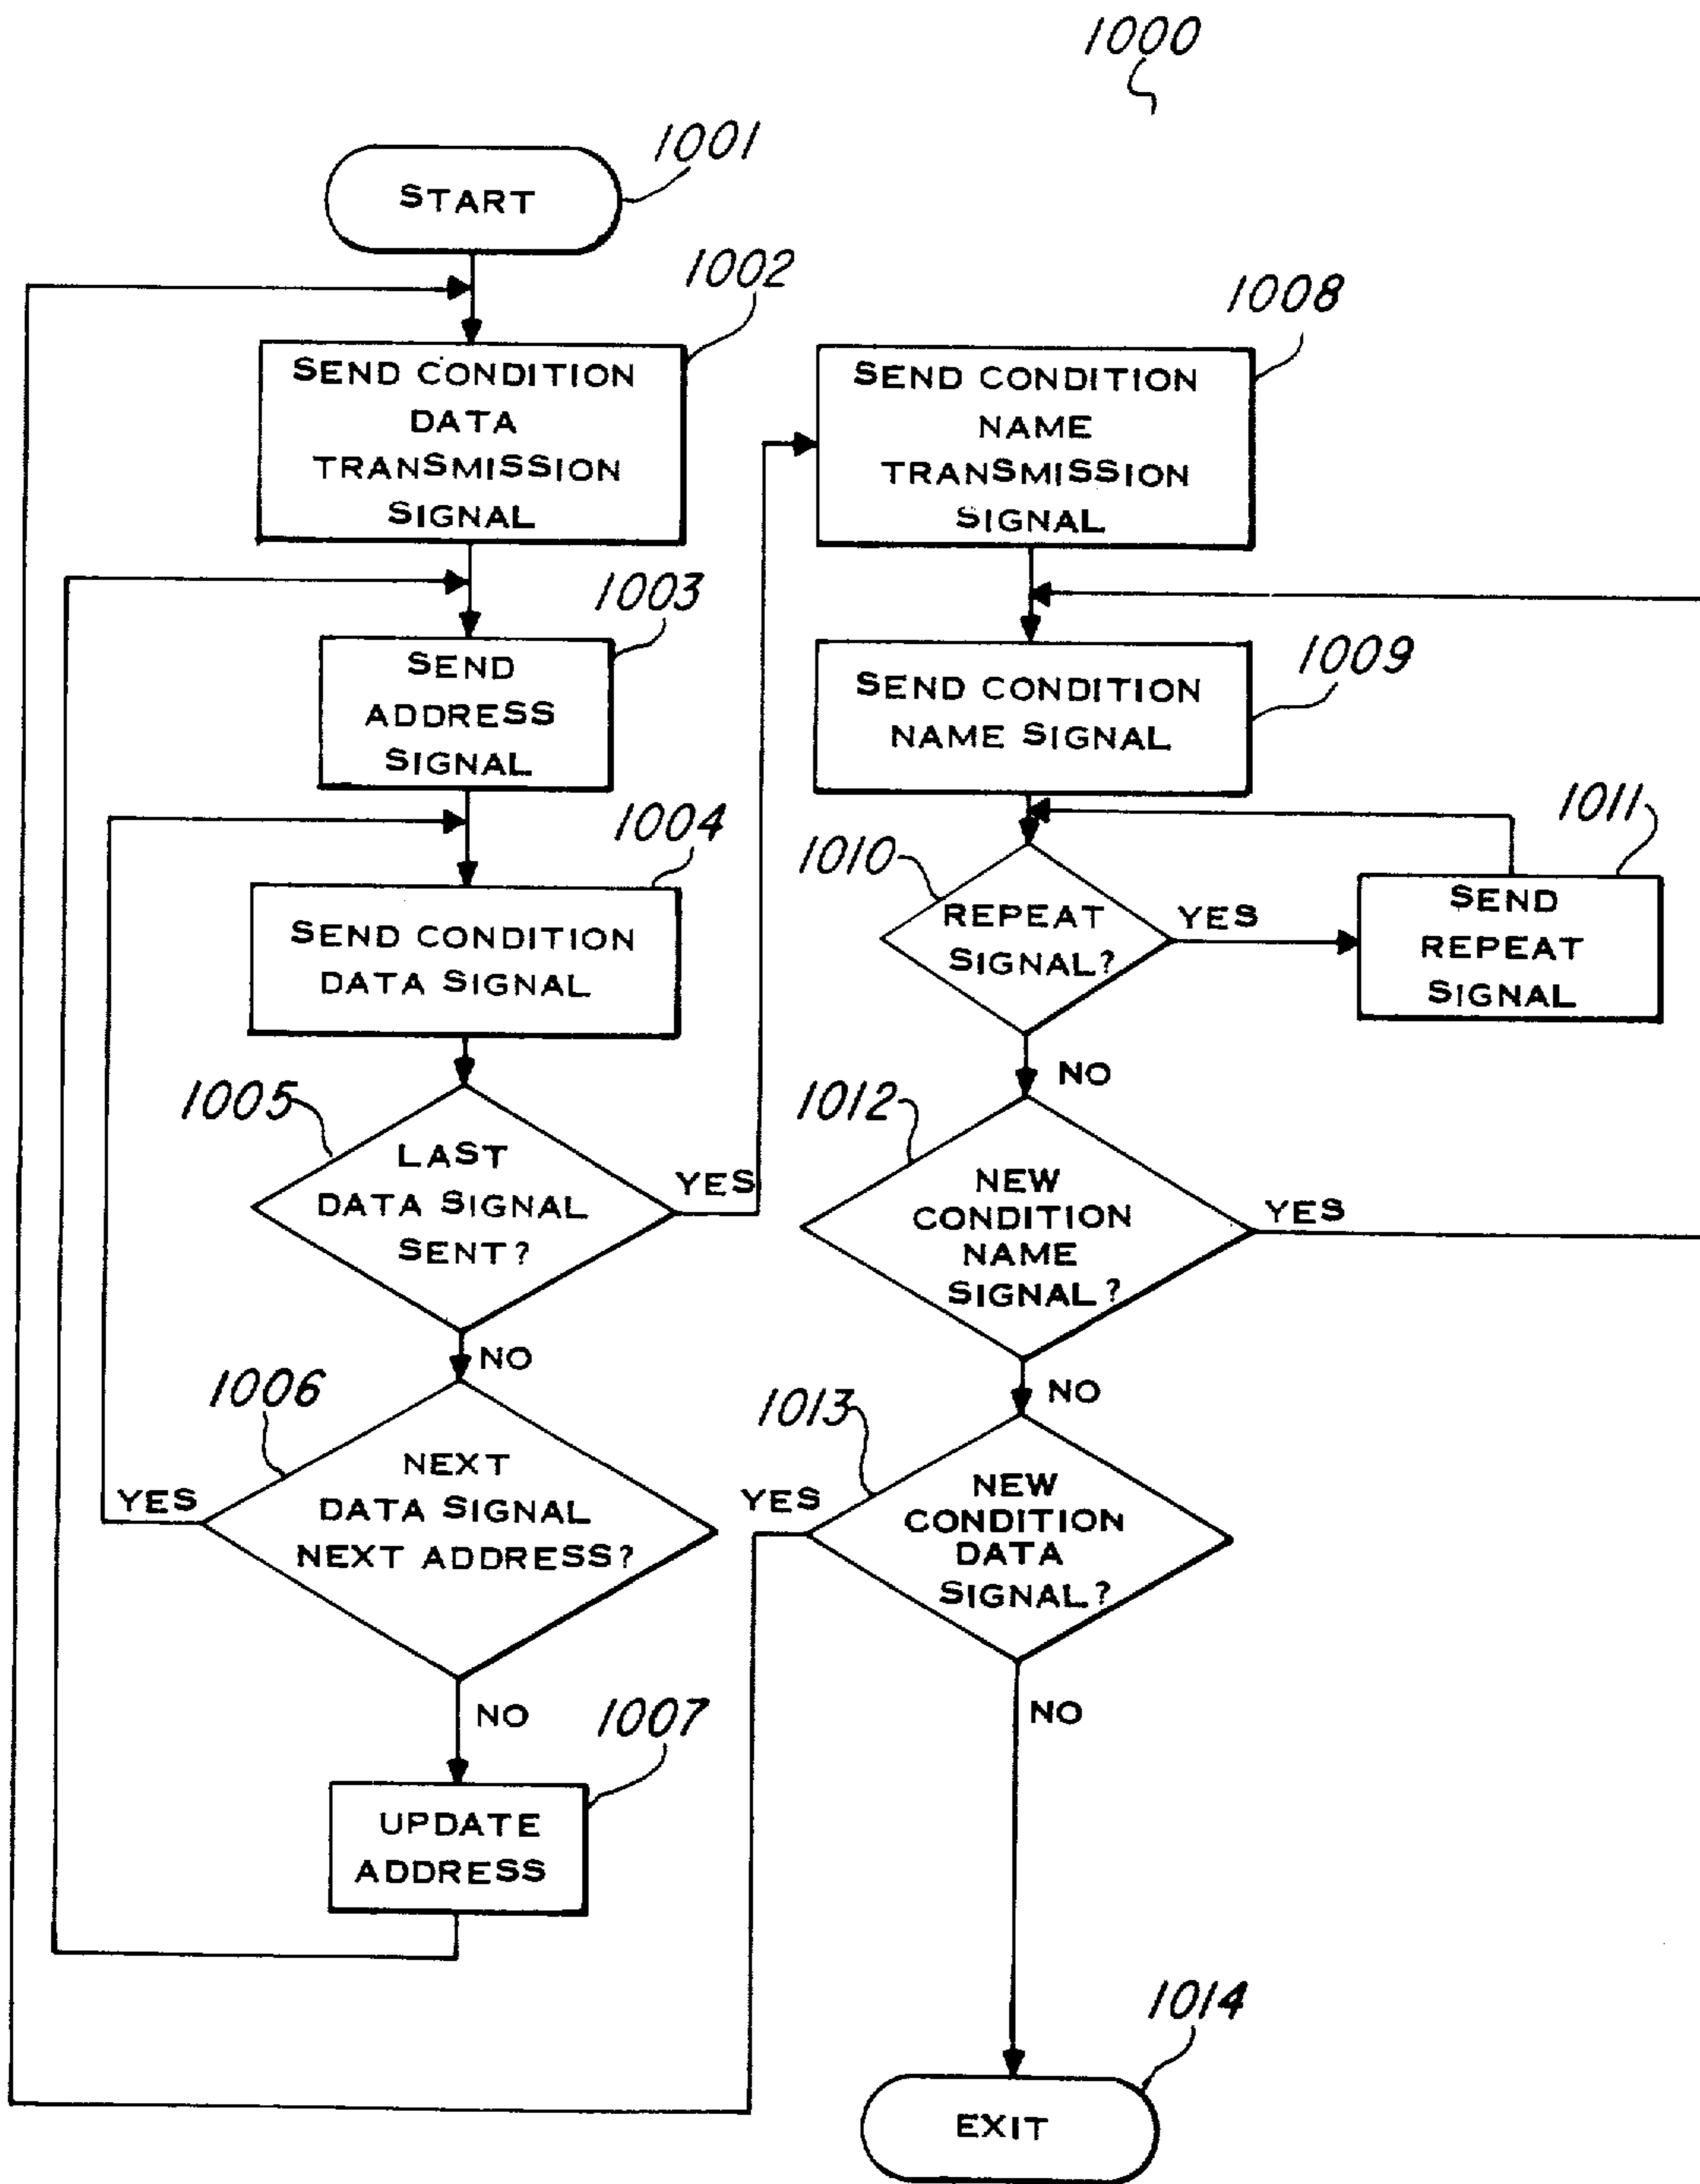 1000
1001
START
1002
SEND CONDITION
DATA
TRANSMISSION
SIGNAL
1003
SEND
ADDRESS
SIGNAL
1004
SEND CONDITION
DATA SIGNAL
1005
LAST
DATA SIGNAL
SENT?
YES
NO
1006
NEXT
DATA SIGNAL
NEXT ADDRESS?
YES
NO
1007
UPDATE
ADDRESS
1008
SEND CONDITION
NAME
TRANSMISSION
SIGNAL
1009
SEND CONDITION
NAME SIGNAL
1010
REPEAT
SIGNAL?
YES
1011
SEND
REPEAT
SIGNAL
NO
1012
NEW
CONDITION
NAME
SIGNAL?
YES
NO
1013
NEW
CONDITION
DATA
SIGNAL?
YES
NO
1014
EXIT